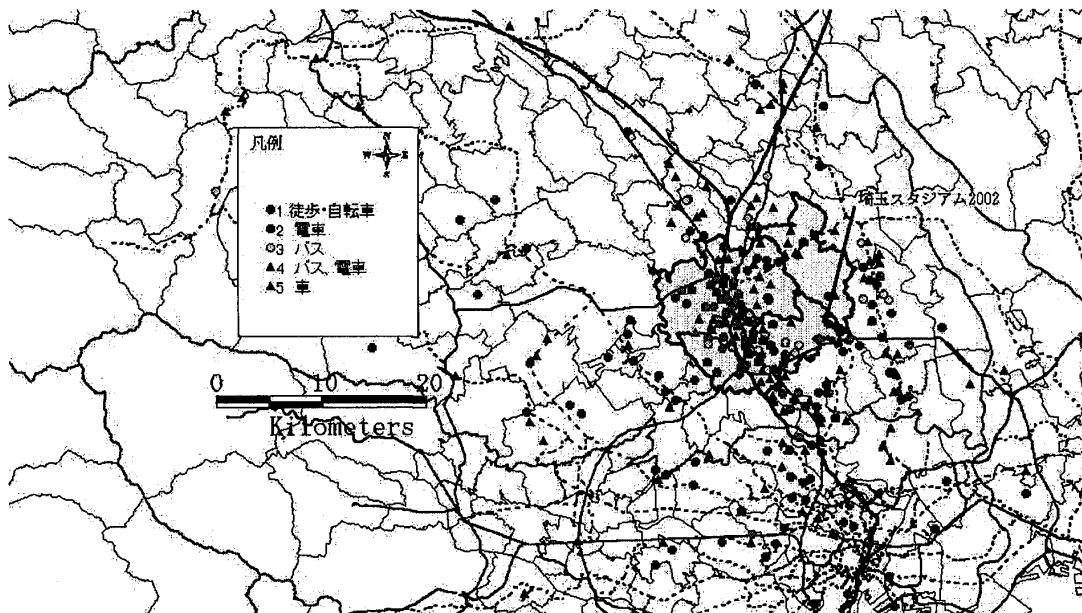 凡例
N
W E
S
●1 徒歩・自転車
●2 電車
◎3 バス
▲4 バス、電車
▲5 車
埼玉スタジアム2002
0 10 20
Kilometers